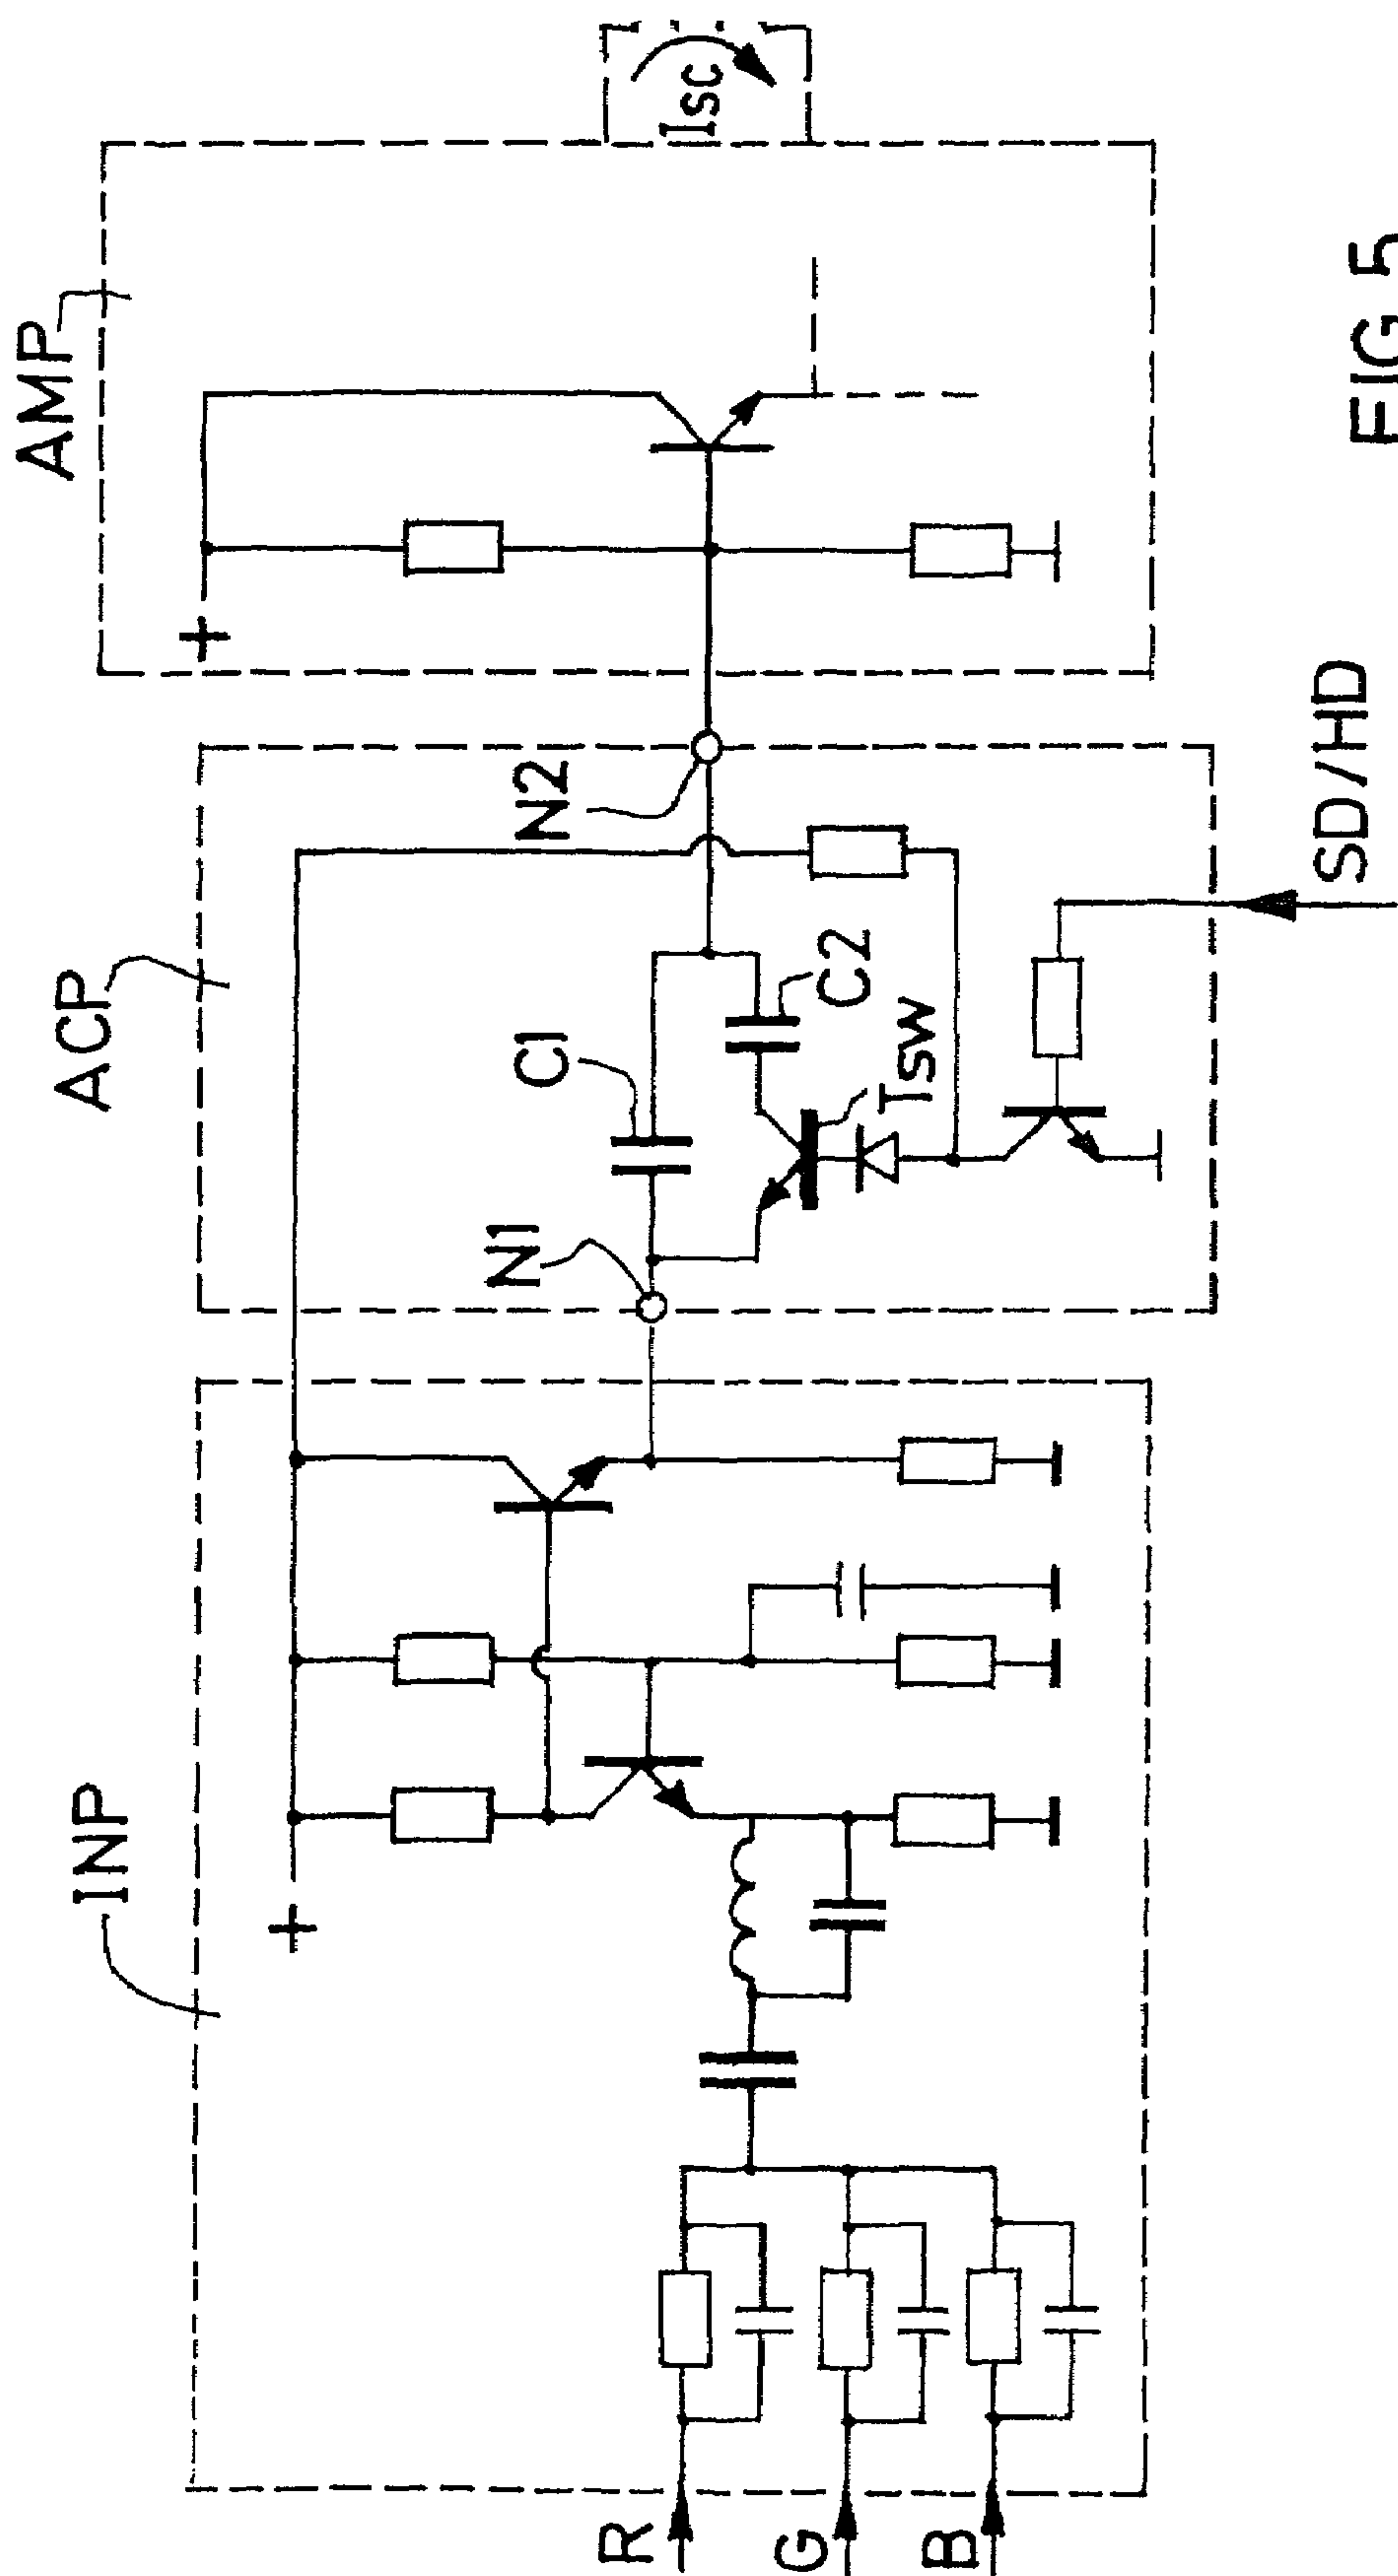 INP
ACP
AMP
+
+
N1
C1
N2
C2
Tsw
Isc
R
G
B
SD/HD
FIG 5